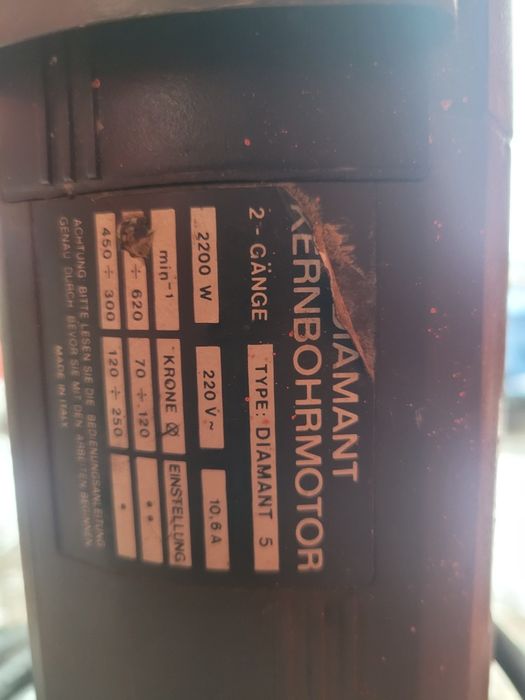 DIAMANT
KERNBOHRMOTOR
2 - GÄNGE TYPE: DIAMANT 5
2200 W 220 V~ 10,6 A
min⁻¹ KRONE Ø EINSTELLUNG
÷ 620 70 ÷ 120 • •
450 ÷ 300 120 ÷ 250 •
ACHTUNG BITTE LESEN SIE DIE BEDIENUNGSANLEITUNG
GENAU DURCH BEVOR SIE MIT DEN ARBEITEN BEGINNEN
MADE IN ITALY